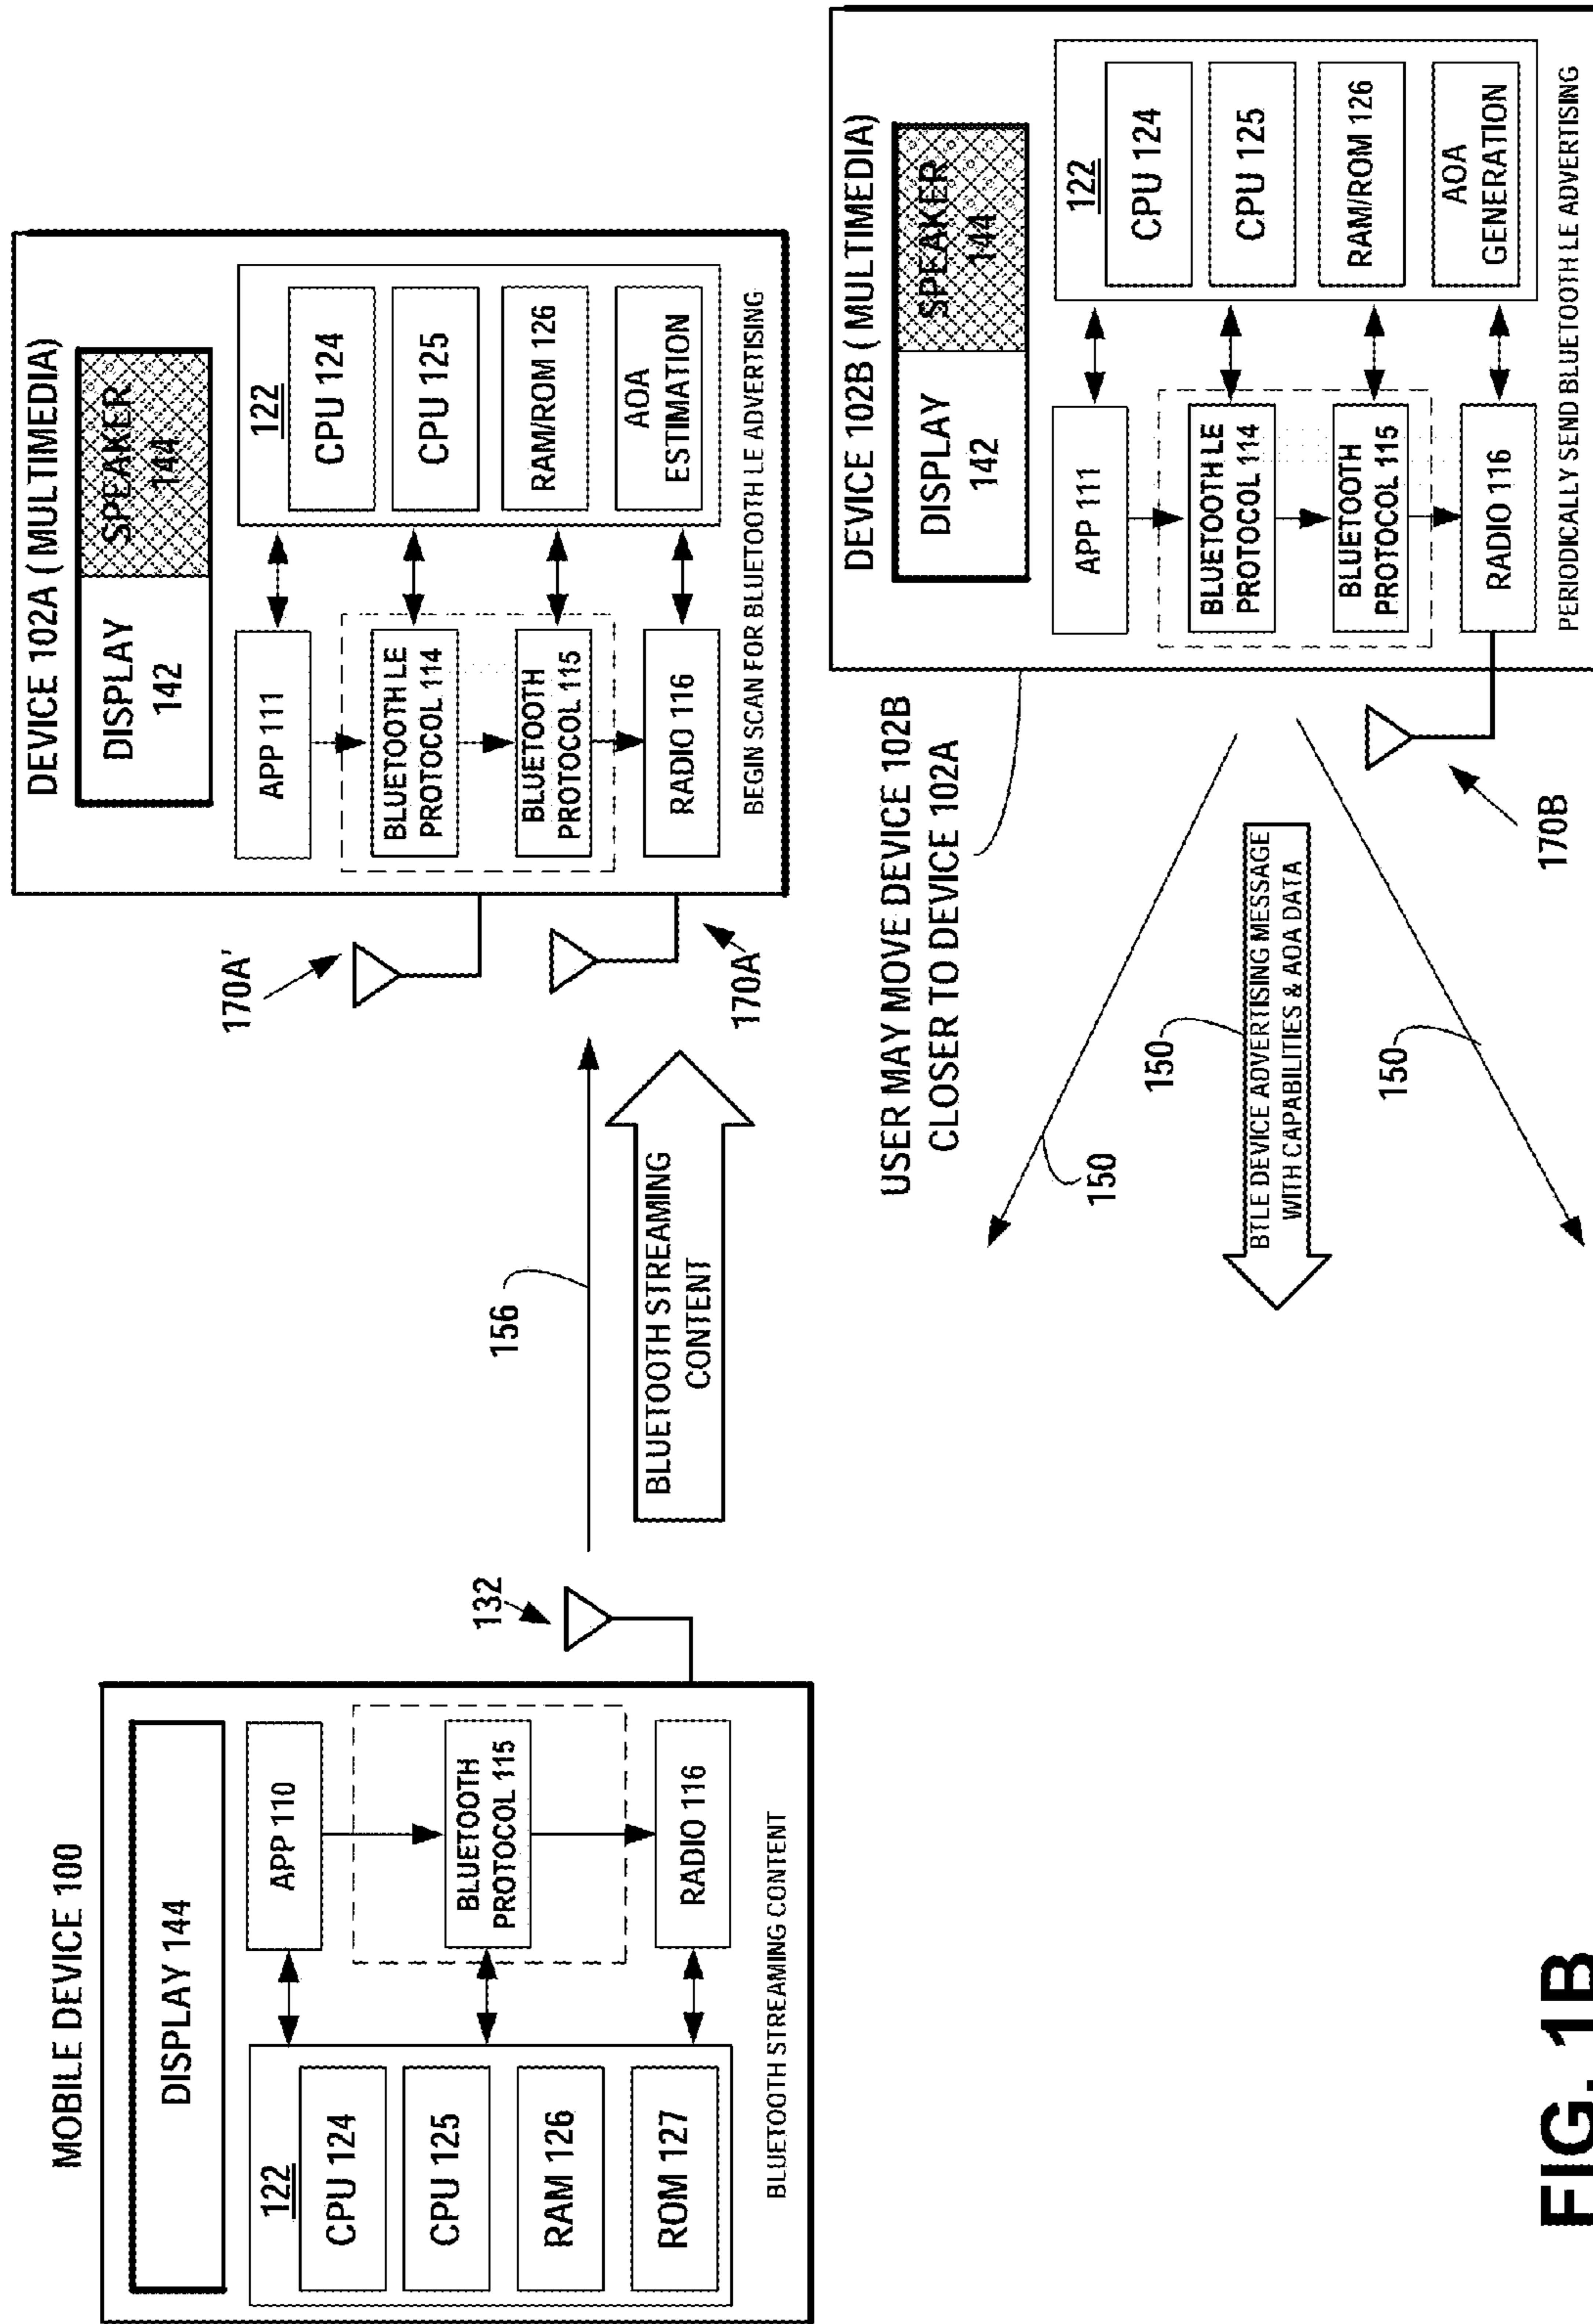 MOBILE DEVICE 100
DISPLAY 144
122
CPU 124
CPU 125
RAM 126
ROM 127
APP 110
BLUETOOTH
PROTOCOL 115
RADIO 116
BLUETOOTH STREAMING CONTENT
132
156
BLUETOOTH STREAMING
CONTENT
170A'
170A
DEVICE 102A ( MULTIMEDIA)
DISPLAY
142
SPEAKER
144
APP 111
BLUETOOTH LE
PROTOCOL 114
BLUETOOTH
PROTOCOL 115
RADIO 116
122
CPU 124
CPU 125
RAM/ROM 126
AOA
ESTIMATION
BEGIN SCAN FOR BLUETOOTH LE ADVERTISING
USER MAY MOVE DEVICE 102B
CLOSER TO DEVICE 102A
150
150
BTLE DEVICE ADVERTISING MESSAGE
WITH CAPABILITIES & AOA DATA
150
170B
DEVICE 102B ( MULTIMEDIA)
DISPLAY
142
SPEAKER
144
APP 111
BLUETOOTH LE
PROTOCOL 114
BLUETOOTH
PROTOCOL 115
RADIO 116
122
CPU 124
CPU 125
RAM/ROM 126
AOA
GENERATION
PERIODICALLY SEND BLUETOOTH LE ADVERTISING
FIG. 1B